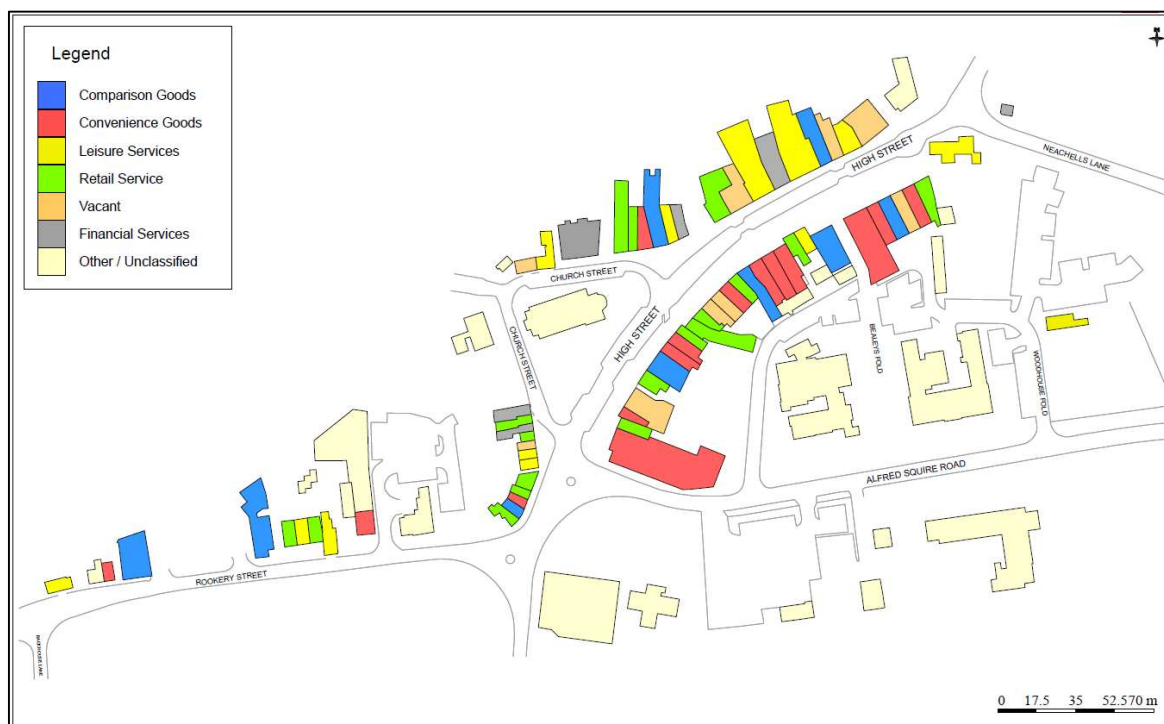 Legend
Comparison Goods
Convenience Goods
Leisure Services
Retail Service
Vacant
Financial Services
Other / Unclassified
N
HIGH STREET
NEACHELLS LANE
CHURCH STREET
CHURCH STREET
HIGH STREET
BEALEYS FOLD
WOODHOUSE FOLD
ALFRED SQUIRE ROAD
ROOKERY STREET
0 17.5 35 52.570 m